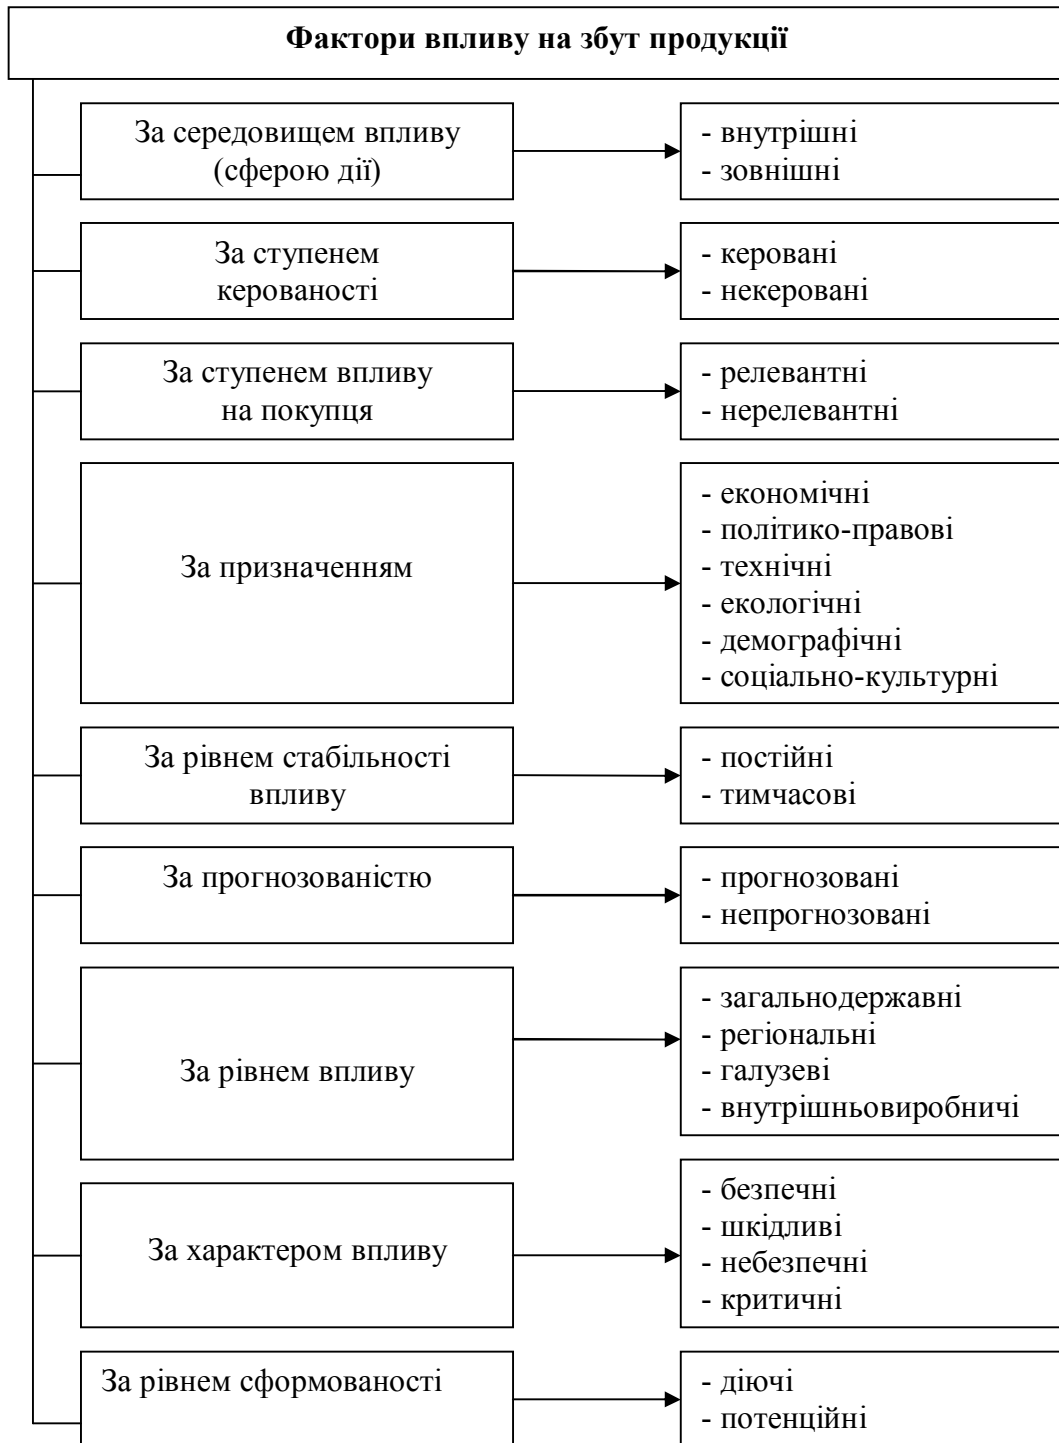 Фактори впливу на збут продукції
За середовищем впливу
(сферою дії)
- внутрішні
- зовнішні
За ступенем
керованості
- керовані
- некеровані
За ступенем впливу
на покупця
- релевантні
- нерелевантні
За призначенням
- економічні
- політико-правові
- технічні
- екологічні
- демографічні
- соціально-культурні
За рівнем стабільності
впливу
- постійні
- тимчасові
За прогнозованістю
- прогнозовані
- непрогнозовані
За рівнем впливу
- загальнодержавні
- регіональні
- галузеві
- внутрішньовиробничі
За характером впливу
- безпечні
- шкідливі
- небезпечні
- критичні
За рівнем сформованості
- діючі
- потенційні